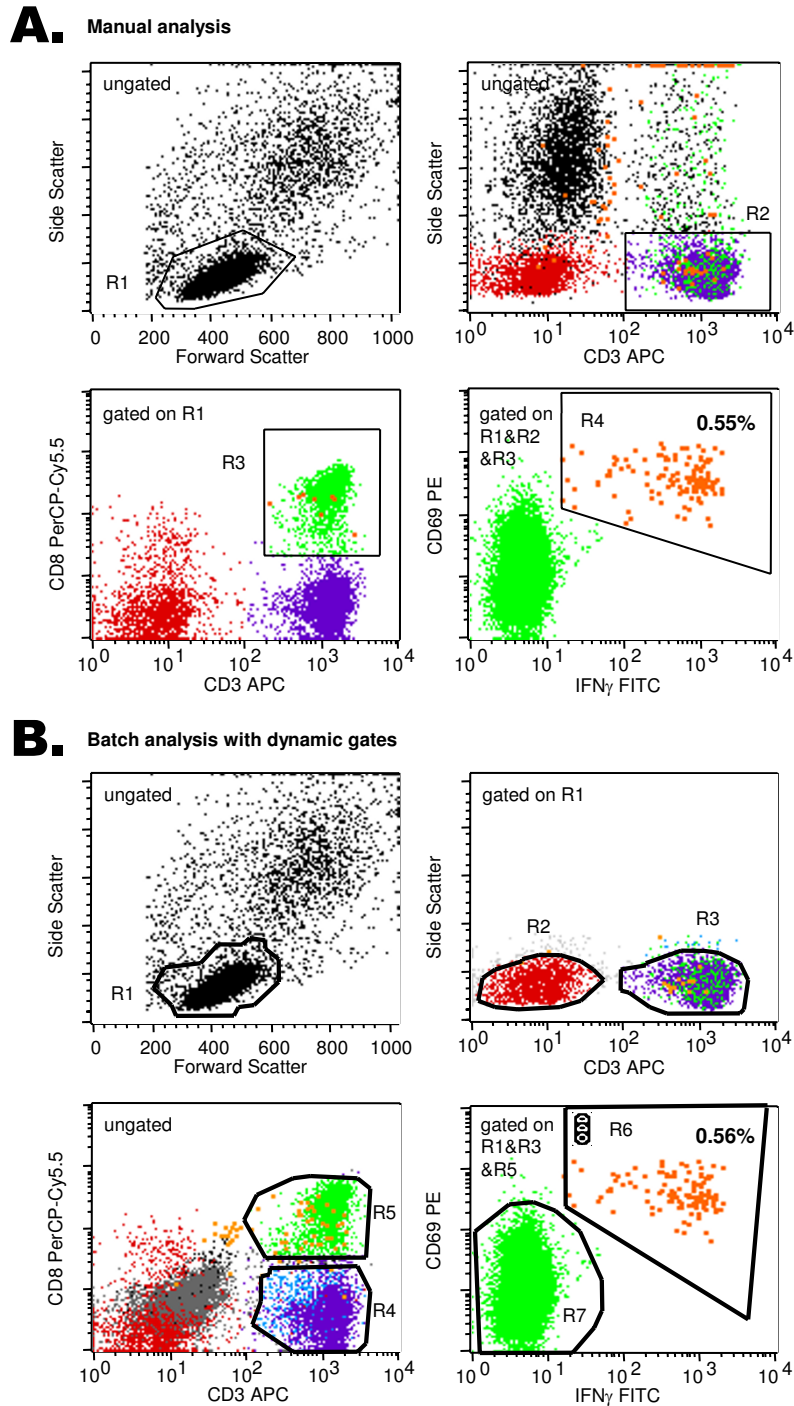 A. Manual analysis
ungated
Side Scatter
R1
0 200 400 600 800 1000
Forward Scatter
ungated
Side Scatter
R2
10^0 10^1 10^2 10^3 10^4
CD3 APC
gated on R1
CD8 PerCP-Cy5.5
R3
10^0 10^1 10^2 10^3 10^4
CD3 APC
gated on
R1&R2
&R3
R4
0.55%
CD69 PE
10^0 10^2 10^3 10^4
IFNγ FITC
B. Batch analysis with dynamic gates
ungated
Side Scatter
R1
0 200 400 600 800 1000
Forward Scatter
gated on R1
Side Scatter
R2
R3
10^0 10^1 10^2 10^3 10^4
CD3 APC
ungated
CD8 PerCP-Cy5.5
R5
R4
10^0 10^1 10^2 10^3 10^4
CD3 APC
gated on
R1&R3
&R5
R6
0.56%
CD69 PE
R7
10^0 10^1 10^2 10^3 10^4
IFNγ FITC